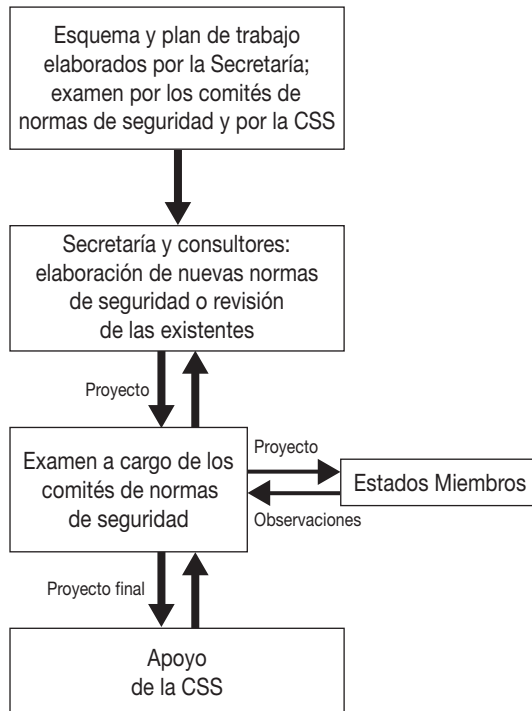 Esquema y plan de trabajo
elaborados por la Secretaría;
examen por los comités de
normas de seguridad y por la CSS
Secretaría y consultores:
elaboración de nuevas normas
de seguridad o revisión
de las existentes
Proyecto
Examen a cargo de los
comités de normas
de seguridad
Proyecto
Observaciones
Estados Miembros
Proyecto final
Apoyo
de la CSS